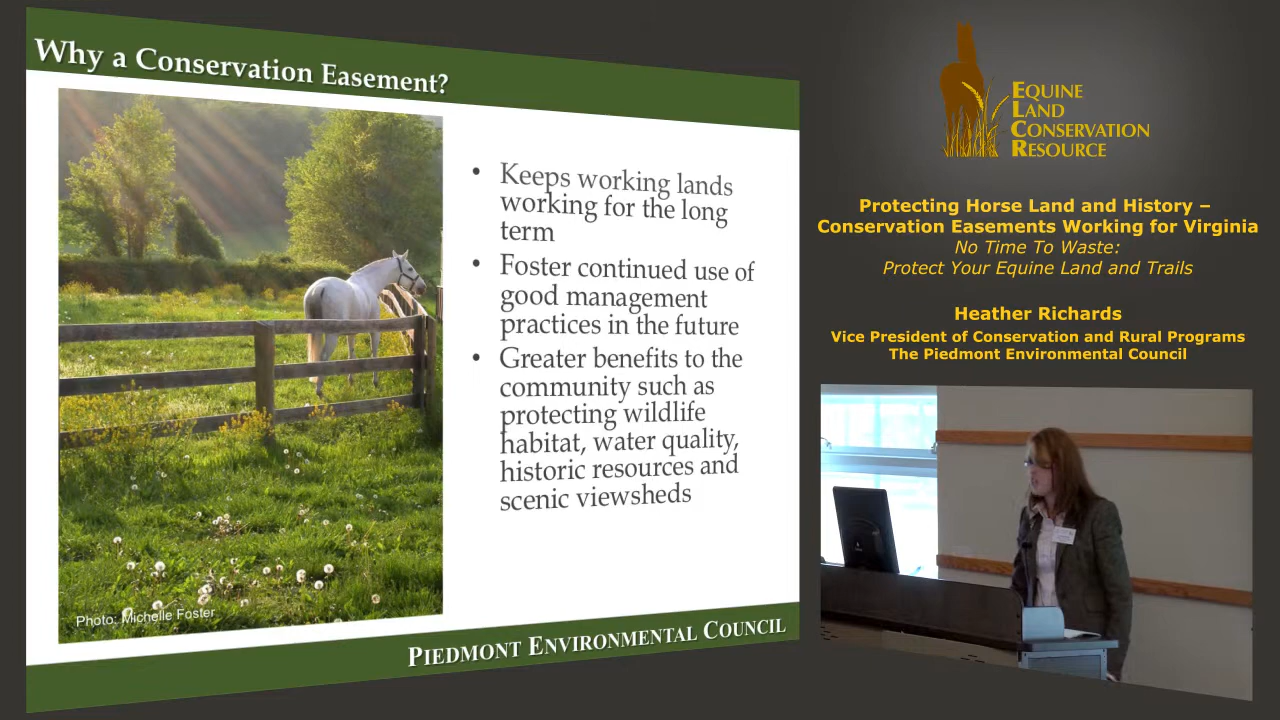 Why a Conservation Easement?
• Keeps working lands
working for the long
term
• Foster continued use of
good management
practices in the future
• Greater benefits to the
community such as
protecting wildlife
habitat, water quality,
historic resources and
scenic viewsheds
Photo: Michelle Foster
PIEDMONT ENVIRONMENTAL COUNCIL
EQUINE
LAND
CONSERVATION
RESOURCE
Protecting Horse Land and History –
Conservation Easements Working for Virginia
No Time To Waste:
Protect Your Equine Land and Trails
Heather Richards
Vice President of Conservation and Rural Programs
The Piedmont Environmental Council